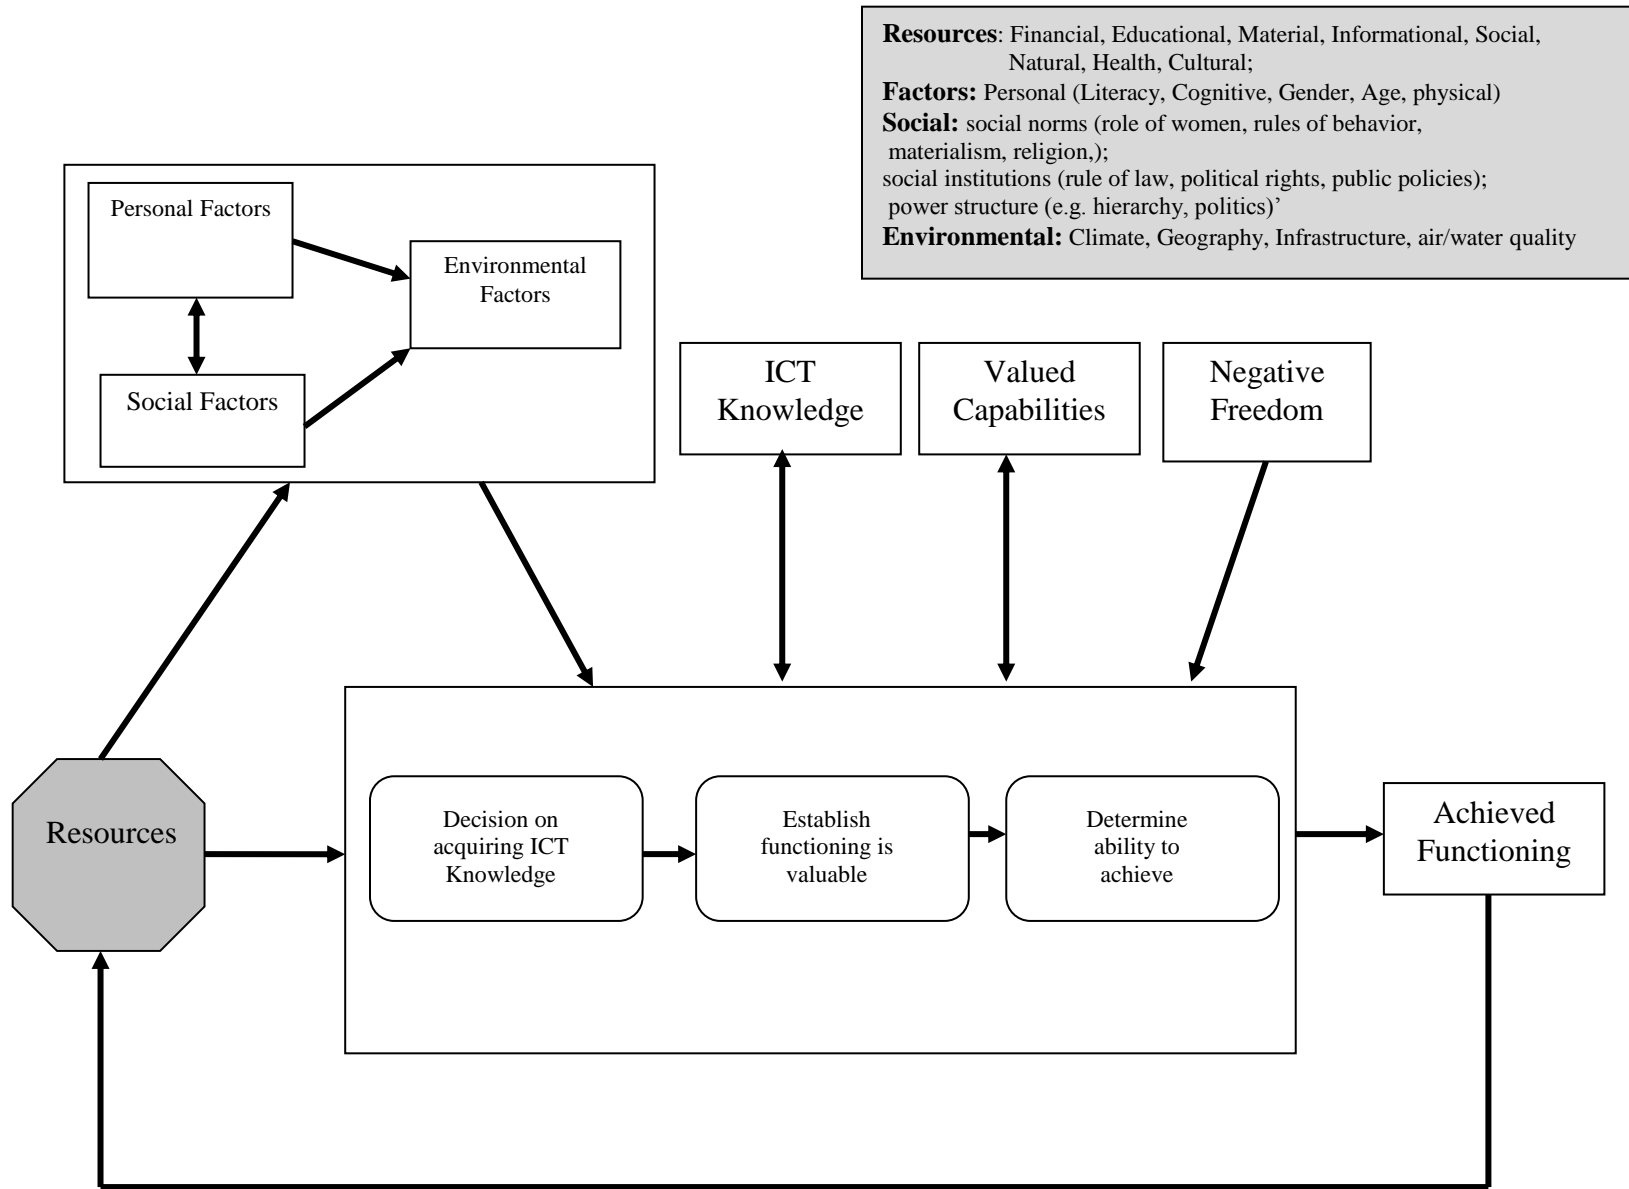 Resources: Financial, Educational, Material, Informational, Social,
Natural, Health, Cultural;
Factors: Personal (Literacy, Cognitive, Gender, Age, physical)
Social: social norms (role of women, rules of behavior,
materialism, religion,);
social institutions (rule of law, political rights, public policies);
power structure (e.g. hierarchy, politics)’
Environmental: Climate, Geography, Infrastructure, air/water quality
Personal Factors
Environmental
Factors
Social Factors
ICT
Knowledge
Valued
Capabilities
Negative
Freedom
Resources
Decision on
acquiring ICT
Knowledge
Establish
functioning is
valuable
Determine
ability to
achieve
Achieved
Functioning